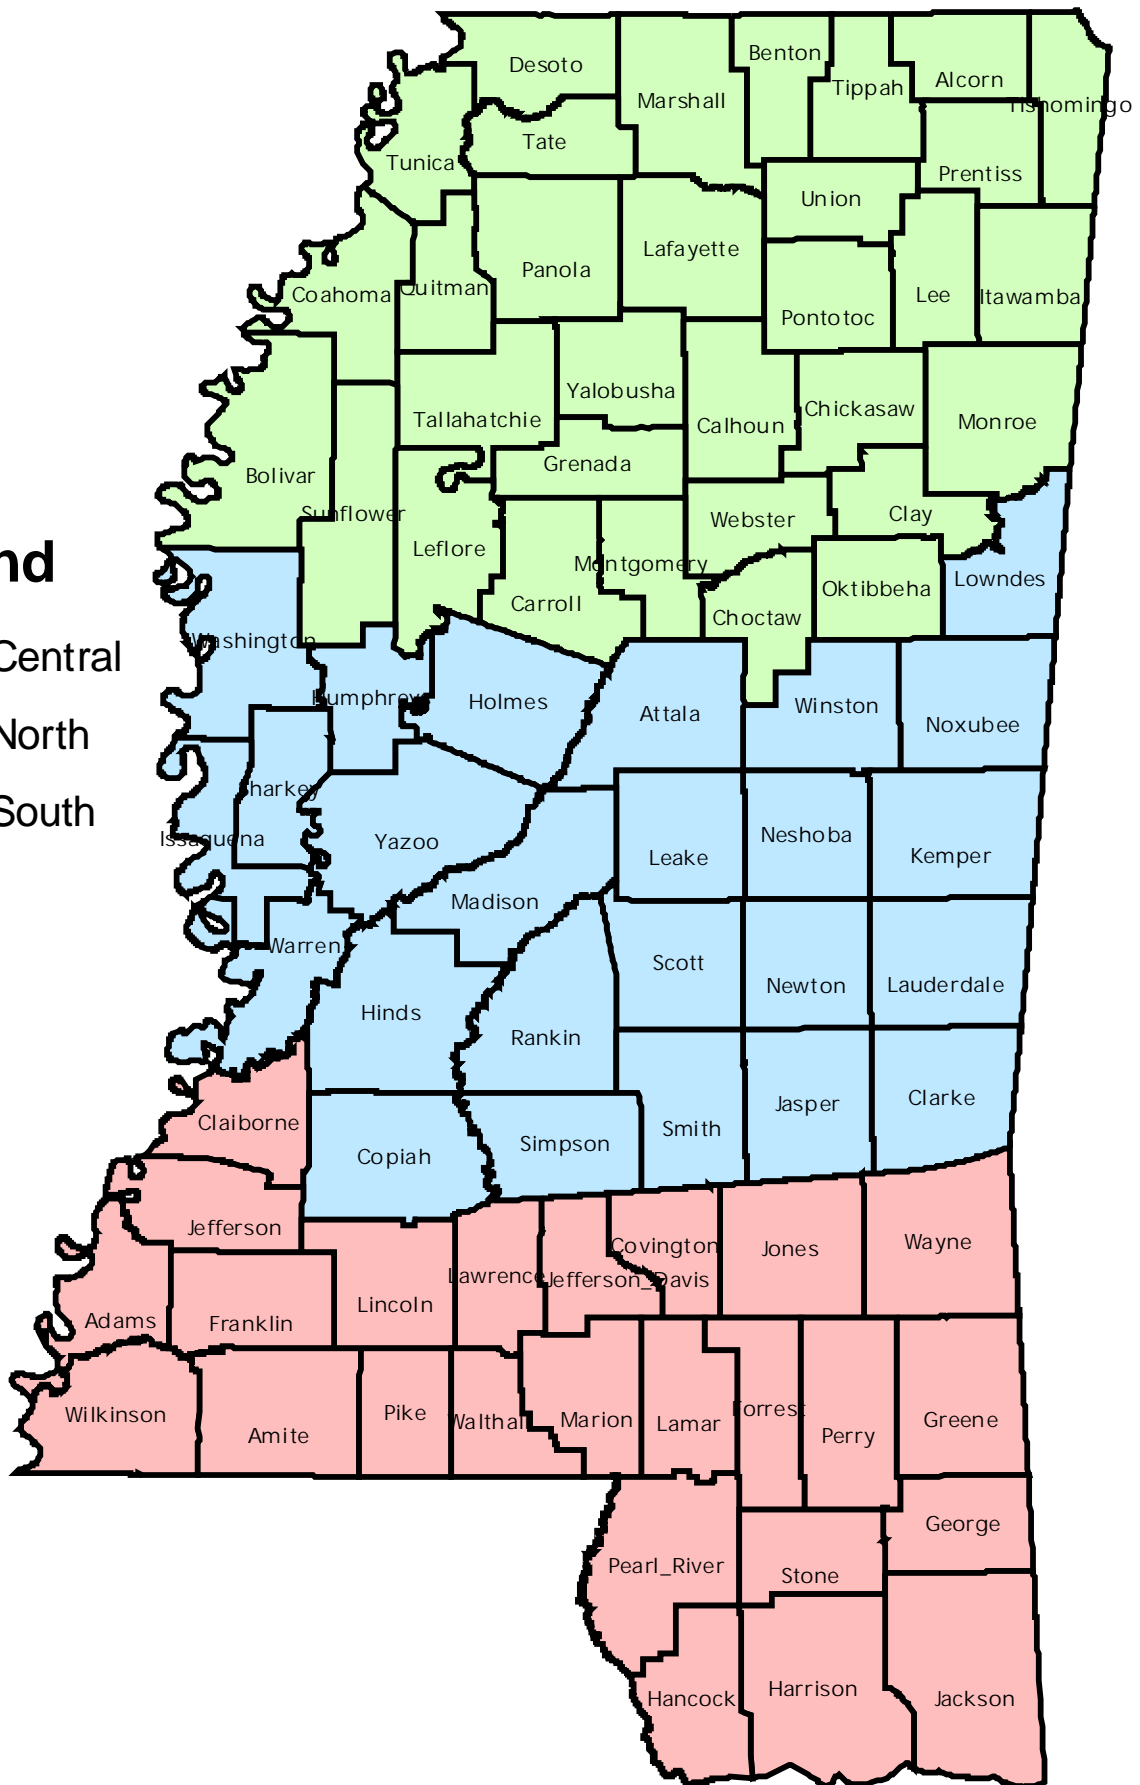 Desoto
Marshall
Benton
Tippah
Alcorn
Tishomingo
Tate
Tunica
Prentiss
Union
Lafayette
Panola
Coahoma
Quitman
Pontotoc
Lee
Itawamba
Yalobusha
Tallahatchie
Calhoun
Chickasaw
Monroe
Bolivar
Grenada
Sunflower
Webster
Clay
Leflore
Montgomery
Carroll
Choctaw
Oktibbeha
Lowndes
nd
Central
North
South
Washington
Humphreys
Holmes
Attala
Winston
Noxubee
Sharkey
Issaquena
Yazoo
Leake
Neshoba
Kemper
Madison
Warren
Scott
Newton
Lauderdale
Hinds
Rankin
Claiborne
Copiah
Simpson
Smith
Jasper
Clarke
Jefferson
Lawrence
Jefferson_Davis
Covington
Jones
Wayne
Adams
Franklin
Lincoln
Wilkinson
Amite
Pike
Walthal
Marion
Lamar
Forrest
Perry
Greene
Pearl_River
Stone
George
Hancock
Harrison
Jackson